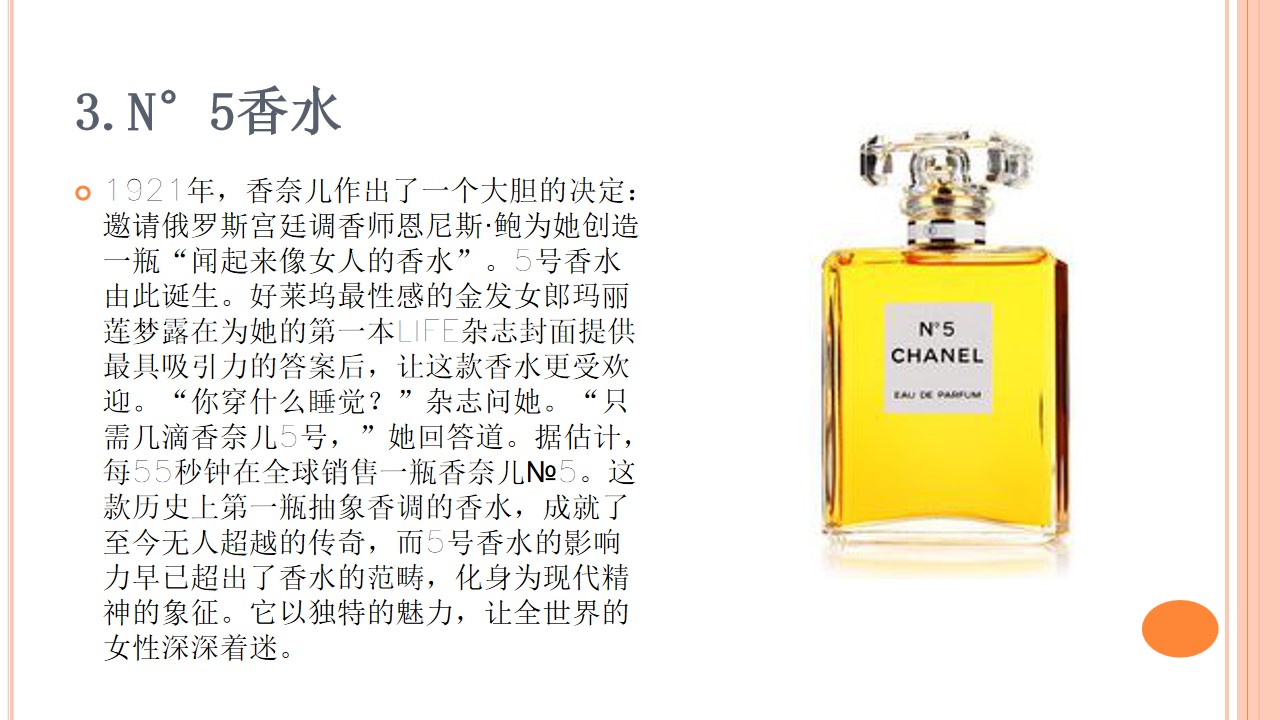 3.N°5香水
1921年，香奈儿作出了一个大胆的决定：
邀请俄罗斯宫廷调香师恩尼斯·鲍为她创造
一瓶“闻起来像女人的香水”。5号香水
由此诞生。好莱坞最性感的金发女郎玛丽
莲梦露在为她的第一本LIFE杂志封面提供
最具吸引力的答案后，让这款香水更受欢
迎。“你穿什么睡觉？”杂志问她。“只
需几滴香奈儿5号，”她回答道。据估计，
每55秒钟在全球销售一瓶香奈儿№5。这
款历史上第一瓶抽象香调的香水，成就了
至今无人超越的传奇，而5号香水的影响
力早已超出了香水的范畴，化身为现代精
神的象征。它以独特的魅力，让全世界的
女性深深着迷。
N°5
CHANEL
EAU DE PARFUM